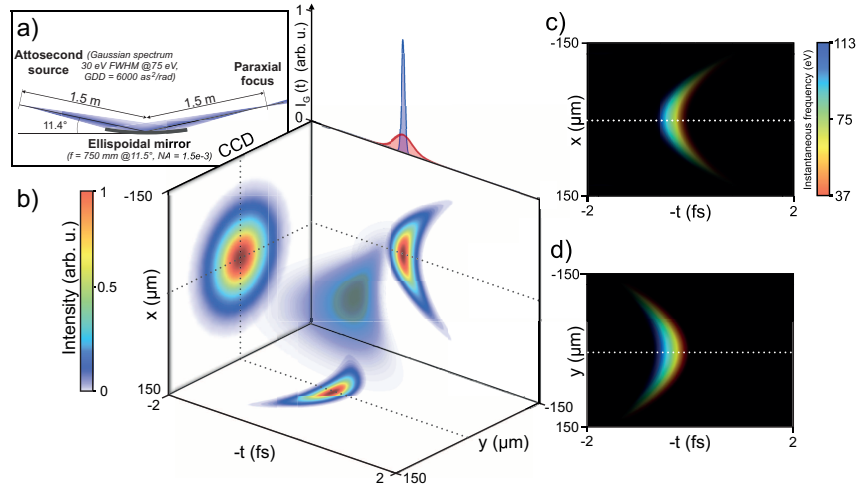 a)
Attosecond
source
(Gaussian spectrum
30 eV FWHM @75 eV,
GDD = 6000 as²/rad)
Paraxial
focus
1.5 m
1.5 m
11.4°
Ellispoidal mirror
(f = 750 mm @11.5°, NA = 1.5e-3)
1
I_G(t) (arb. u.)
0
b)
CCD
Intensity (arb. u.)
1
0.5
0
-150
x (µm)
150
-2
-t (fs)
2
150
y (µm)
-150
c)
-150
x (µm)
150
-2
-t (fs)
2
113
75
37
Instantaneous frequency (eV)
d)
-150
y (µm)
150
-2
-t (fs)
2